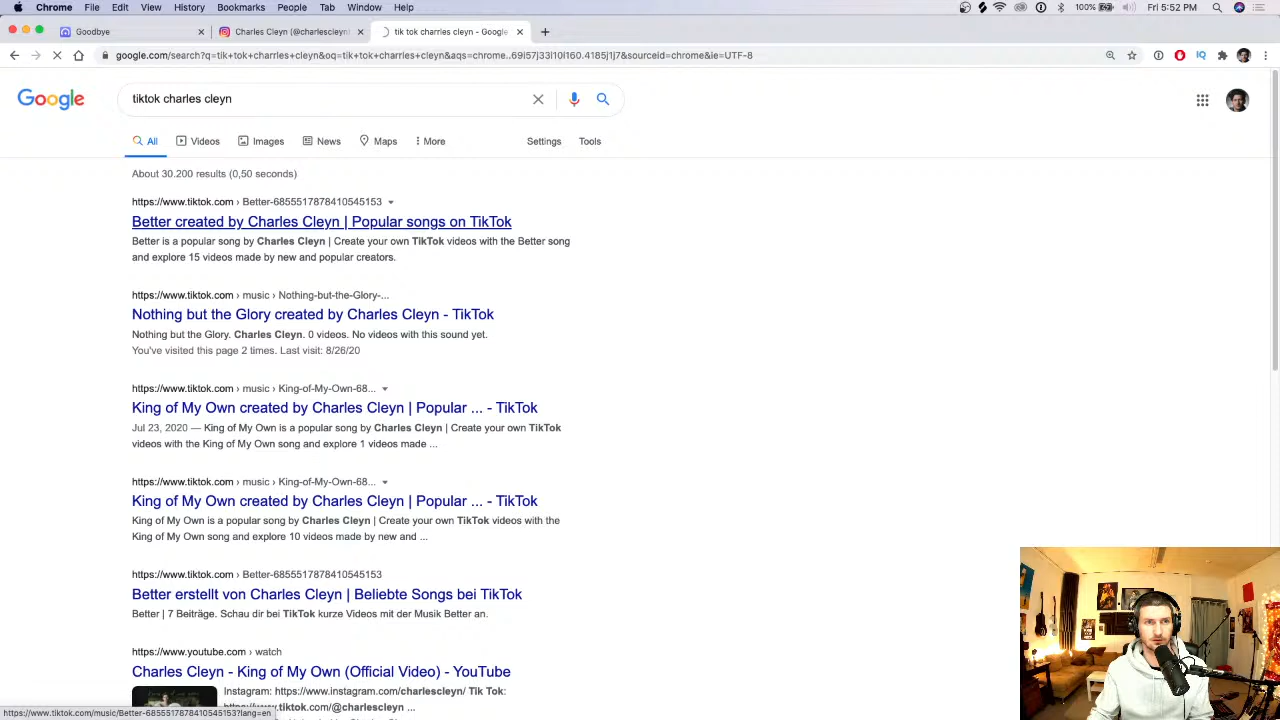 Chrome File Edit View History Bookmarks People Tab Window Help 100% Fri 5:52 PM
Goodbye Charles Cleyn (@charlescleyn tik tok charrles cleyn - Google
google.com/search?q=tik+tok+charrles+cleyn&oq=tik+tok+charrles+cleyn&aqs=chrome..69i57j33i10l160.4185j1j7&sourceid=chrome&ie=UTF-8
Google tiktok charles cleyn
All Videos Images News Maps More Settings Tools
About 30.200 results (0,50 seconds)
https://www.tiktok.com › Better-6855517878410545153
Better created by Charles Cleyn | Popular songs on TikTok
Better is a popular song by Charles Cleyn | Create your own TikTok videos with the Better song
and explore 15 videos made by new and popular creators.
https://www.tiktok.com › music › Nothing-but-the-Glory-...
Nothing but the Glory created by Charles Cleyn - TikTok
Nothing but the Glory. Charles Cleyn. 0 videos. No videos with this sound yet.
You've visited this page 2 times. Last visit: 8/26/20
https://www.tiktok.com › music › King-of-My-Own-68...
King of My Own created by Charles Cleyn | Popular ... - TikTok
Jul 23, 2020 — King of My Own is a popular song by Charles Cleyn | Create your own TikTok
videos with the King of My Own song and explore 1 videos made ...
https://www.tiktok.com › music › King-of-My-Own-68...
King of My Own created by Charles Cleyn | Popular ... - TikTok
King of My Own is a popular song by Charles Cleyn | Create your own TikTok videos with the
King of My Own song and explore 10 videos made by new and ...
https://www.tiktok.com › Better-6855517878410545153
Better erstellt von Charles Cleyn | Beliebte Songs bei TikTok
Better | 7 Beiträge. Schau dir bei TikTok kurze Videos mit der Musik Better an.
https://www.youtube.com › watch
Charles Cleyn - King of My Own (Official Video) - YouTube
Instagram: https://www.instagram.com/charlescleyn/ Tik Tok:
https://www.tiktok.com/@charlescleyn ...
https://www.tiktok.com/music/Better-6855517878410545153?lang=en